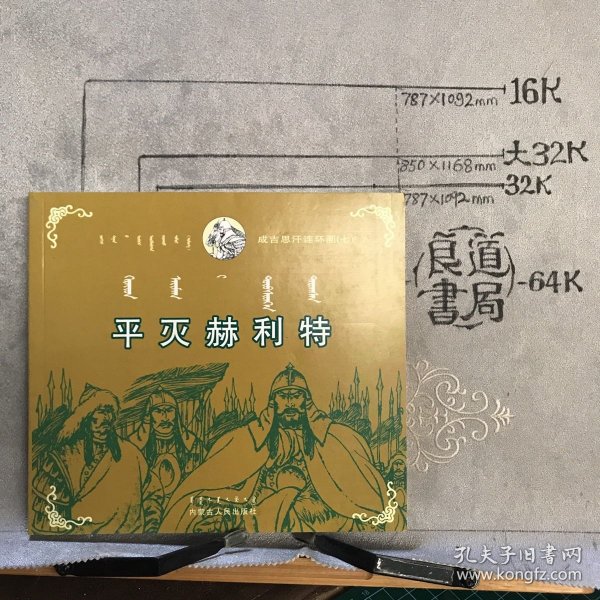 787×1092mm 16K
850×1168mm 大32K
787×1092mm 32K
良道
書局
-64K
成吉思汗连环画(七)
平灭赫利特
内蒙古人民出版社
孔夫子旧书网
www.kongfz.com